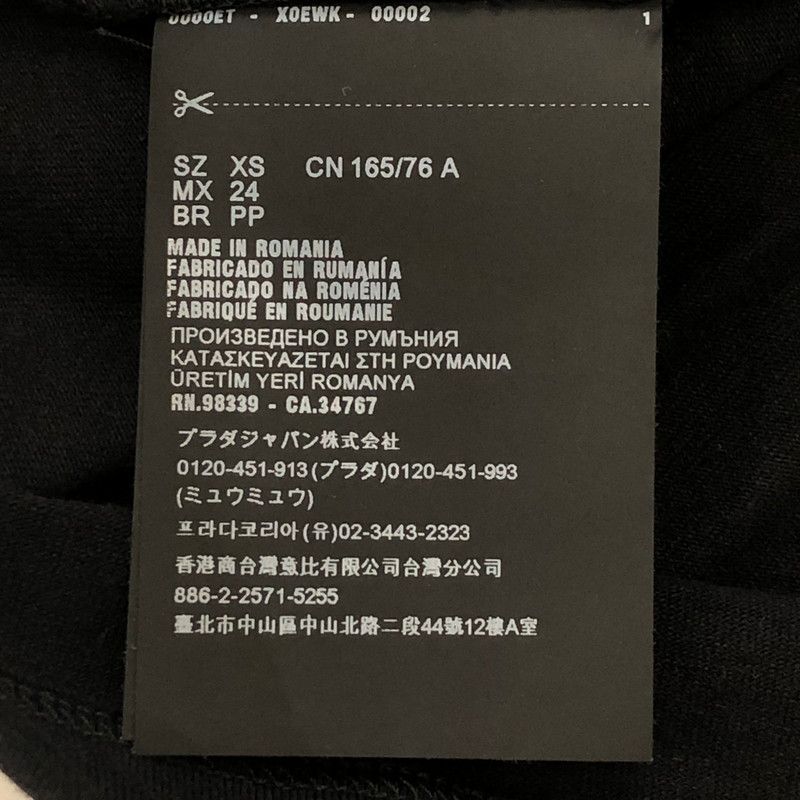 0000ET - X0EWK - 00002 1
SZ XS CN 165/76 A
MX 24
BR PP
MADE IN ROMANIA
FABRICADO EN RUMANÍA
FABRICADO NA ROMÉNIA
FABRIQUÉ EN ROUMANIE
ПРОИЗВЕДЕНО В РУМЪНИЯ
ΚΑΤΑΣΚΕΥΑΖΕΤΑΙ ΣΤΗ ΡΟΥΜΑΝΙΑ
ÜRETİM YERİ ROMANYA
RN.98339 - CA.34767
プラダジャパン株式会社
0120-451-913(プラダ)0120-451-993
(ミュウミュウ)
프라다코리아(유)02-3443-2323
香港商台灣意比有限公司台灣分公司
886-2-2571-5255
臺北市中山區中山北路二段44號12樓A室